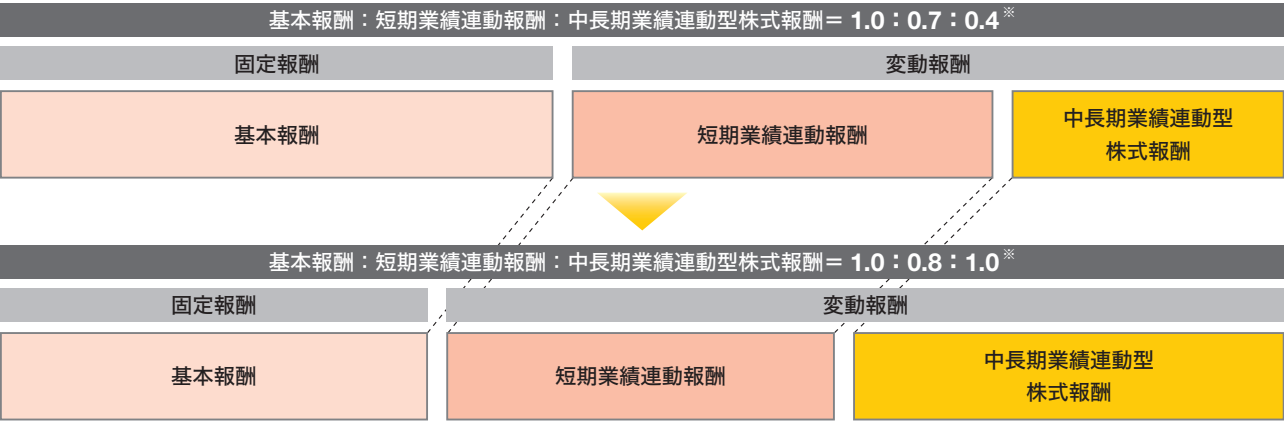 基本報酬：短期業績連動報酬：中長期業績連動型株式報酬＝ 1.0：0.7：0.4※
固定報酬
変動報酬
基本報酬
短期業績連動報酬
中長期業績連動型
株式報酬
基本報酬：短期業績連動報酬：中長期業績連動型株式報酬＝ 1.0：0.8：1.0※
固定報酬
変動報酬
基本報酬
短期業績連動報酬
中長期業績連動型
株式報酬